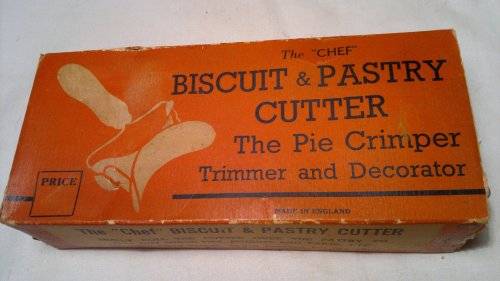 The "CHEF"
BISCUIT & PASTRY
CUTTER
The Pie Crimper
Trimmer and Decorator
PRICE
MADE IN ENGLAND
The "Chef" BISCUIT & PASTRY CUTTER